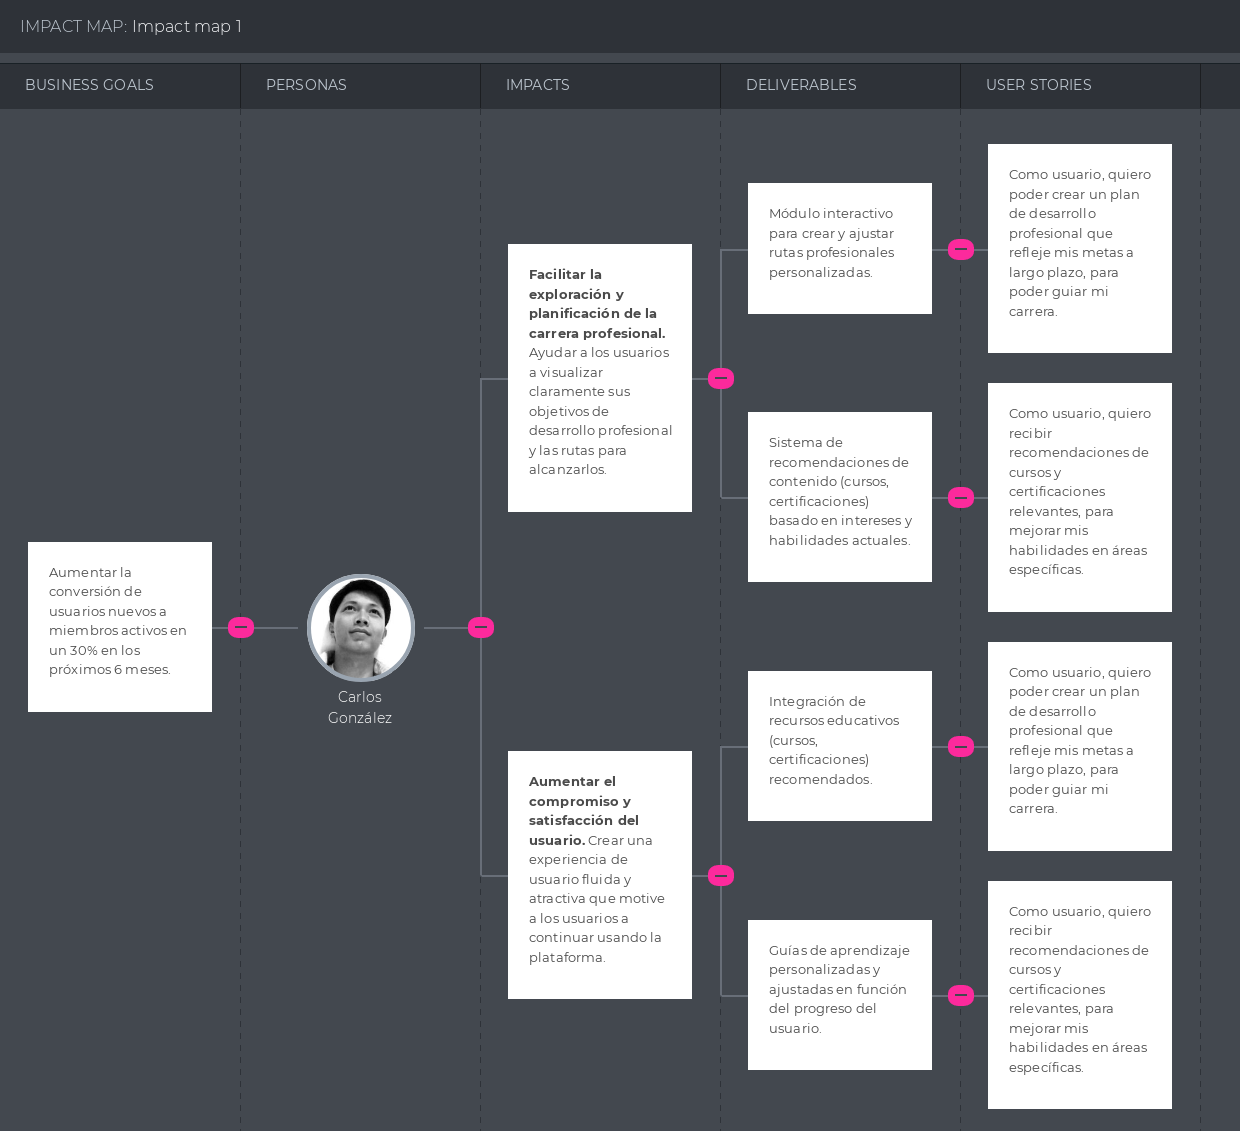 IMPACT MAP: Impact map 1
BUSINESS GOALS
PERSONAS
IMPACTS
DELIVERABLES
USER STORIES
Aumentar la
conversión de
usuarios nuevos a
miembros activos en
un 30% en los
próximos 6 meses.
Carlos
González
Facilitar la
exploración y
planificación de la
carrera profesional.
Ayudar a los usuarios
a visualizar
claramente sus
objetivos de
desarrollo profesional
y las rutas para
alcanzarlos.
Aumentar el
compromiso y
satisfacción del
usuario. Crear una
experiencia de
usuario fluida y
atractiva que motive
a los usuarios a
continuar usando la
plataforma.
Módulo interactivo
para crear y ajustar
rutas profesionales
personalizadas.
Sistema de
recomendaciones de
contenido (cursos,
certificaciones)
basado en intereses y
habilidades actuales.
Integración de
recursos educativos
(cursos,
certificaciones)
recomendados.
Guías de aprendizaje
personalizadas y
ajustadas en función
del progreso del
usuario.
Como usuario, quiero
poder crear un plan
de desarrollo
profesional que
refleje mis metas a
largo plazo, para
poder guiar mi
carrera.
Como usuario, quiero
recibir
recomendaciones de
cursos y
certificaciones
relevantes, para
mejorar mis
habilidades en áreas
específicas.
Como usuario, quiero
poder crear un plan
de desarrollo
profesional que
refleje mis metas a
largo plazo, para
poder guiar mi
carrera.
Como usuario, quiero
recibir
recomendaciones de
cursos y
certificaciones
relevantes, para
mejorar mis
habilidades en áreas
específicas.